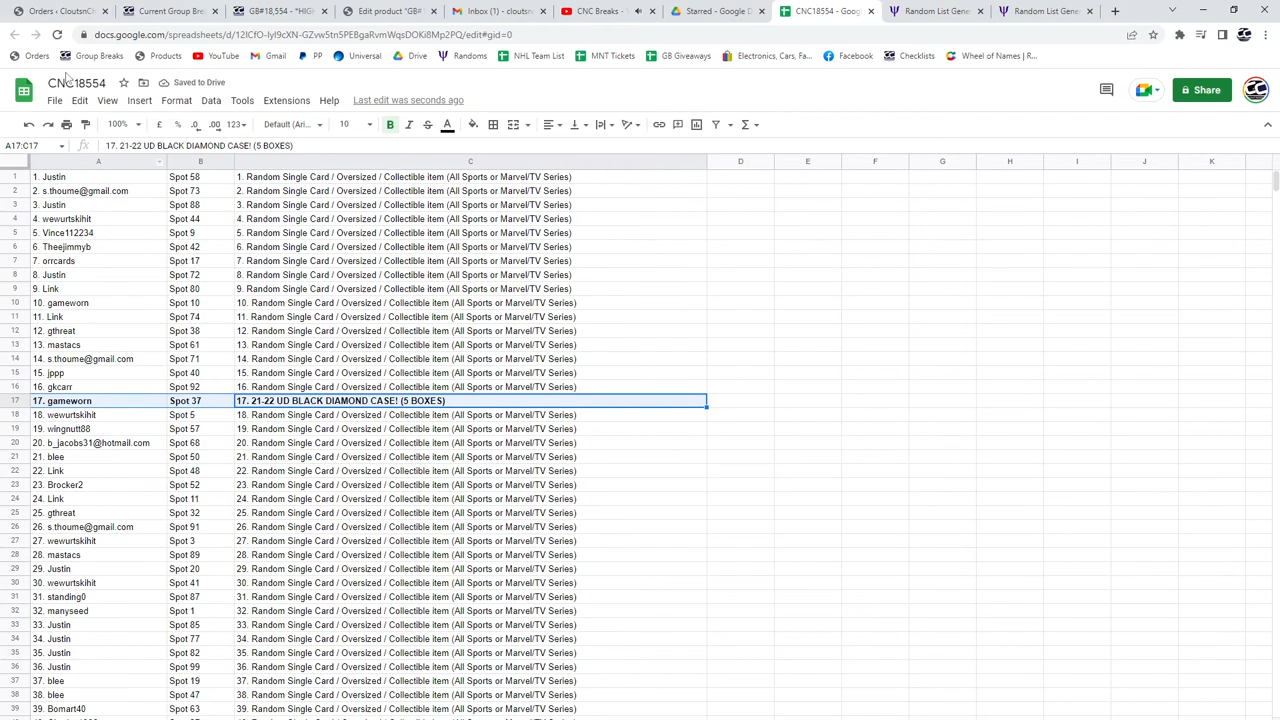 Orders ‹ CloutsnCh
Current Group Break
GB#18,554 - *HIGH
Edit product "GB#
Inbox (1) - cloutsn
CNC Breaks -
Starred - Google D
CNC18554 - Goog
Random List Gene
Random List Gene
docs.google.com/spreadsheets/d/
/edit#gid=0
Orders
Group Breaks
Products
YouTube
Gmail
PP
Universal
Drive
Randoms
NHL Team List
MNT Tickets
GB Giveaways
Electronics, Cars, Fa...
Facebook
Checklists
Wheel of Names | R...
CNC18554
Saved to Drive
File Edit View Insert Format Data Tools Extensions Help Last edit was seconds ago
Share
100% £ % .0 .00 123 Default (Ari... 10 B I S A
A17:C17 fx 17. 21-22 UD BLACK DIAMOND CASE! (5 BOXES)
A B C D E F G H I J K
1 1. Justin Spot 58 1. Random Single Card / Oversized / Collectible item (All Sports or Marvel/TV Series)
2 2. s.thoume@gmail.com Spot 73 2. Random Single Card / Oversized / Collectible item (All Sports or Marvel/TV Series)
3 3. Justin Spot 88 3. Random Single Card / Oversized / Collectible item (All Sports or Marvel/TV Series)
4 4. wewurtskihit Spot 44 4. Random Single Card / Oversized / Collectible item (All Sports or Marvel/TV Series)
5 5. Vince112234 Spot 9 5. Random Single Card / Oversized / Collectible item (All Sports or Marvel/TV Series)
6 6. Theejimmyb Spot 42 6. Random Single Card / Oversized / Collectible item (All Sports or Marvel/TV Series)
7 7. orrcards Spot 17 7. Random Single Card / Oversized / Collectible item (All Sports or Marvel/TV Series)
8 8. Justin Spot 72 8. Random Single Card / Oversized / Collectible item (All Sports or Marvel/TV Series)
9 9. Link Spot 80 9. Random Single Card / Oversized / Collectible item (All Sports or Marvel/TV Series)
10 10. gameworn Spot 10 10. Random Single Card / Oversized / Collectible item (All Sports or Marvel/TV Series)
11 11. Link Spot 74 11. Random Single Card / Oversized / Collectible item (All Sports or Marvel/TV Series)
12 12. gthreat Spot 38 12. Random Single Card / Oversized / Collectible item (All Sports or Marvel/TV Series)
13 13. mastacs Spot 61 13. Random Single Card / Oversized / Collectible item (All Sports or Marvel/TV Series)
14 14. s.thoume@gmail.com Spot 71 14. Random Single Card / Oversized / Collectible item (All Sports or Marvel/TV Series)
15 15. jppp Spot 40 15. Random Single Card / Oversized / Collectible item (All Sports or Marvel/TV Series)
16 16. gkcarr Spot 92 16. Random Single Card / Oversized / Collectible item (All Sports or Marvel/TV Series)
17 17. gameworn Spot 37 17. 21-22 UD BLACK DIAMOND CASE! (5 BOXES)
18 18. wewurtskihit Spot 5 18. Random Single Card / Oversized / Collectible item (All Sports or Marvel/TV Series)
19 19. wingnutt88 Spot 57 19. Random Single Card / Oversized / Collectible item (All Sports or Marvel/TV Series)
20 20. b_jacobs31@hotmail.com Spot 68 20. Random Single Card / Oversized / Collectible item (All Sports or Marvel/TV Series)
21 21. blee Spot 50 21. Random Single Card / Oversized / Collectible item (All Sports or Marvel/TV Series)
22 22. Link Spot 48 22. Random Single Card / Oversized / Collectible item (All Sports or Marvel/TV Series)
23 23. Brocker2 Spot 52 23. Random Single Card / Oversized / Collectible item (All Sports or Marvel/TV Series)
24 24. Link Spot 11 24. Random Single Card / Oversized / Collectible item (All Sports or Marvel/TV Series)
25 25. gthreat Spot 32 25. Random Single Card / Oversized / Collectible item (All Sports or Marvel/TV Series)
26 26. s.thoume@gmail.com Spot 91 26. Random Single Card / Oversized / Collectible item (All Sports or Marvel/TV Series)
27 27. wewurtskihit Spot 3 27. Random Single Card / Oversized / Collectible item (All Sports or Marvel/TV Series)
28 28. mastacs Spot 89 28. Random Single Card / Oversized / Collectible item (All Sports or Marvel/TV Series)
29 29. Justin Spot 20 29. Random Single Card / Oversized / Collectible item (All Sports or Marvel/TV Series)
30 30. wewurtskihit Spot 41 30. Random Single Card / Oversized / Collectible item (All Sports or Marvel/TV Series)
31 31. standing0 Spot 87 31. Random Single Card / Oversized / Collectible item (All Sports or Marvel/TV Series)
32 32. manyseed Spot 1 32. Random Single Card / Oversized / Collectible item (All Sports or Marvel/TV Series)
33 33. Justin Spot 85 33. Random Single Card / Oversized / Collectible item (All Sports or Marvel/TV Series)
34 34. Justin Spot 77 34. Random Single Card / Oversized / Collectible item (All Sports or Marvel/TV Series)
35 35. Justin Spot 82 35. Random Single Card / Oversized / Collectible item (All Sports or Marvel/TV Series)
36 36. Justin Spot 99 36. Random Single Card / Oversized / Collectible item (All Sports or Marvel/TV Series)
37 37. blee Spot 19 37. Random Single Card / Oversized / Collectible item (All Sports or Marvel/TV Series)
38 38. blee Spot 47 38. Random Single Card / Oversized / Collectible item (All Sports or Marvel/TV Series)
39 39. Bomart40 Spot 63 39. Random Single Card / Oversized / Collectible item (All Sports or Marvel/TV Series)